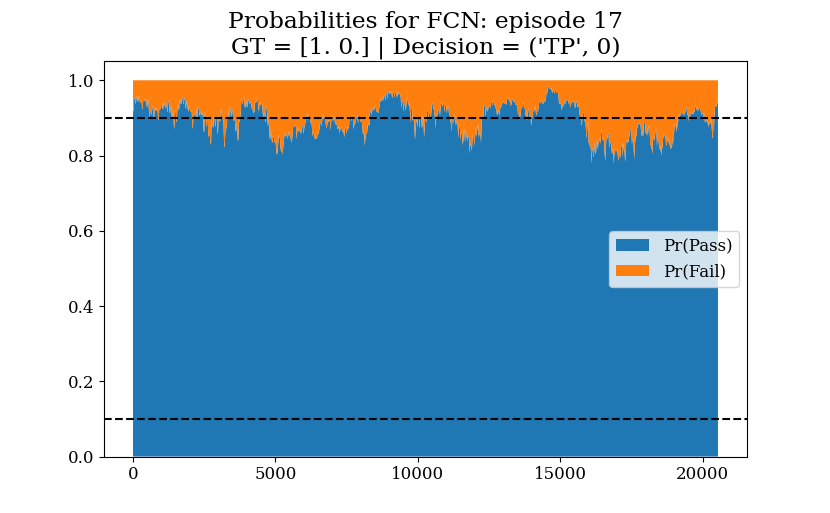 Probabilities for FCN: episode 17
GT = [1. 0.] | Decision = ('TP', 0)
1.0
0.8
0.6
0.4
0.2
0.0
Pr(Pass)
Pr(Fail)
0
5000
10000
15000
20000